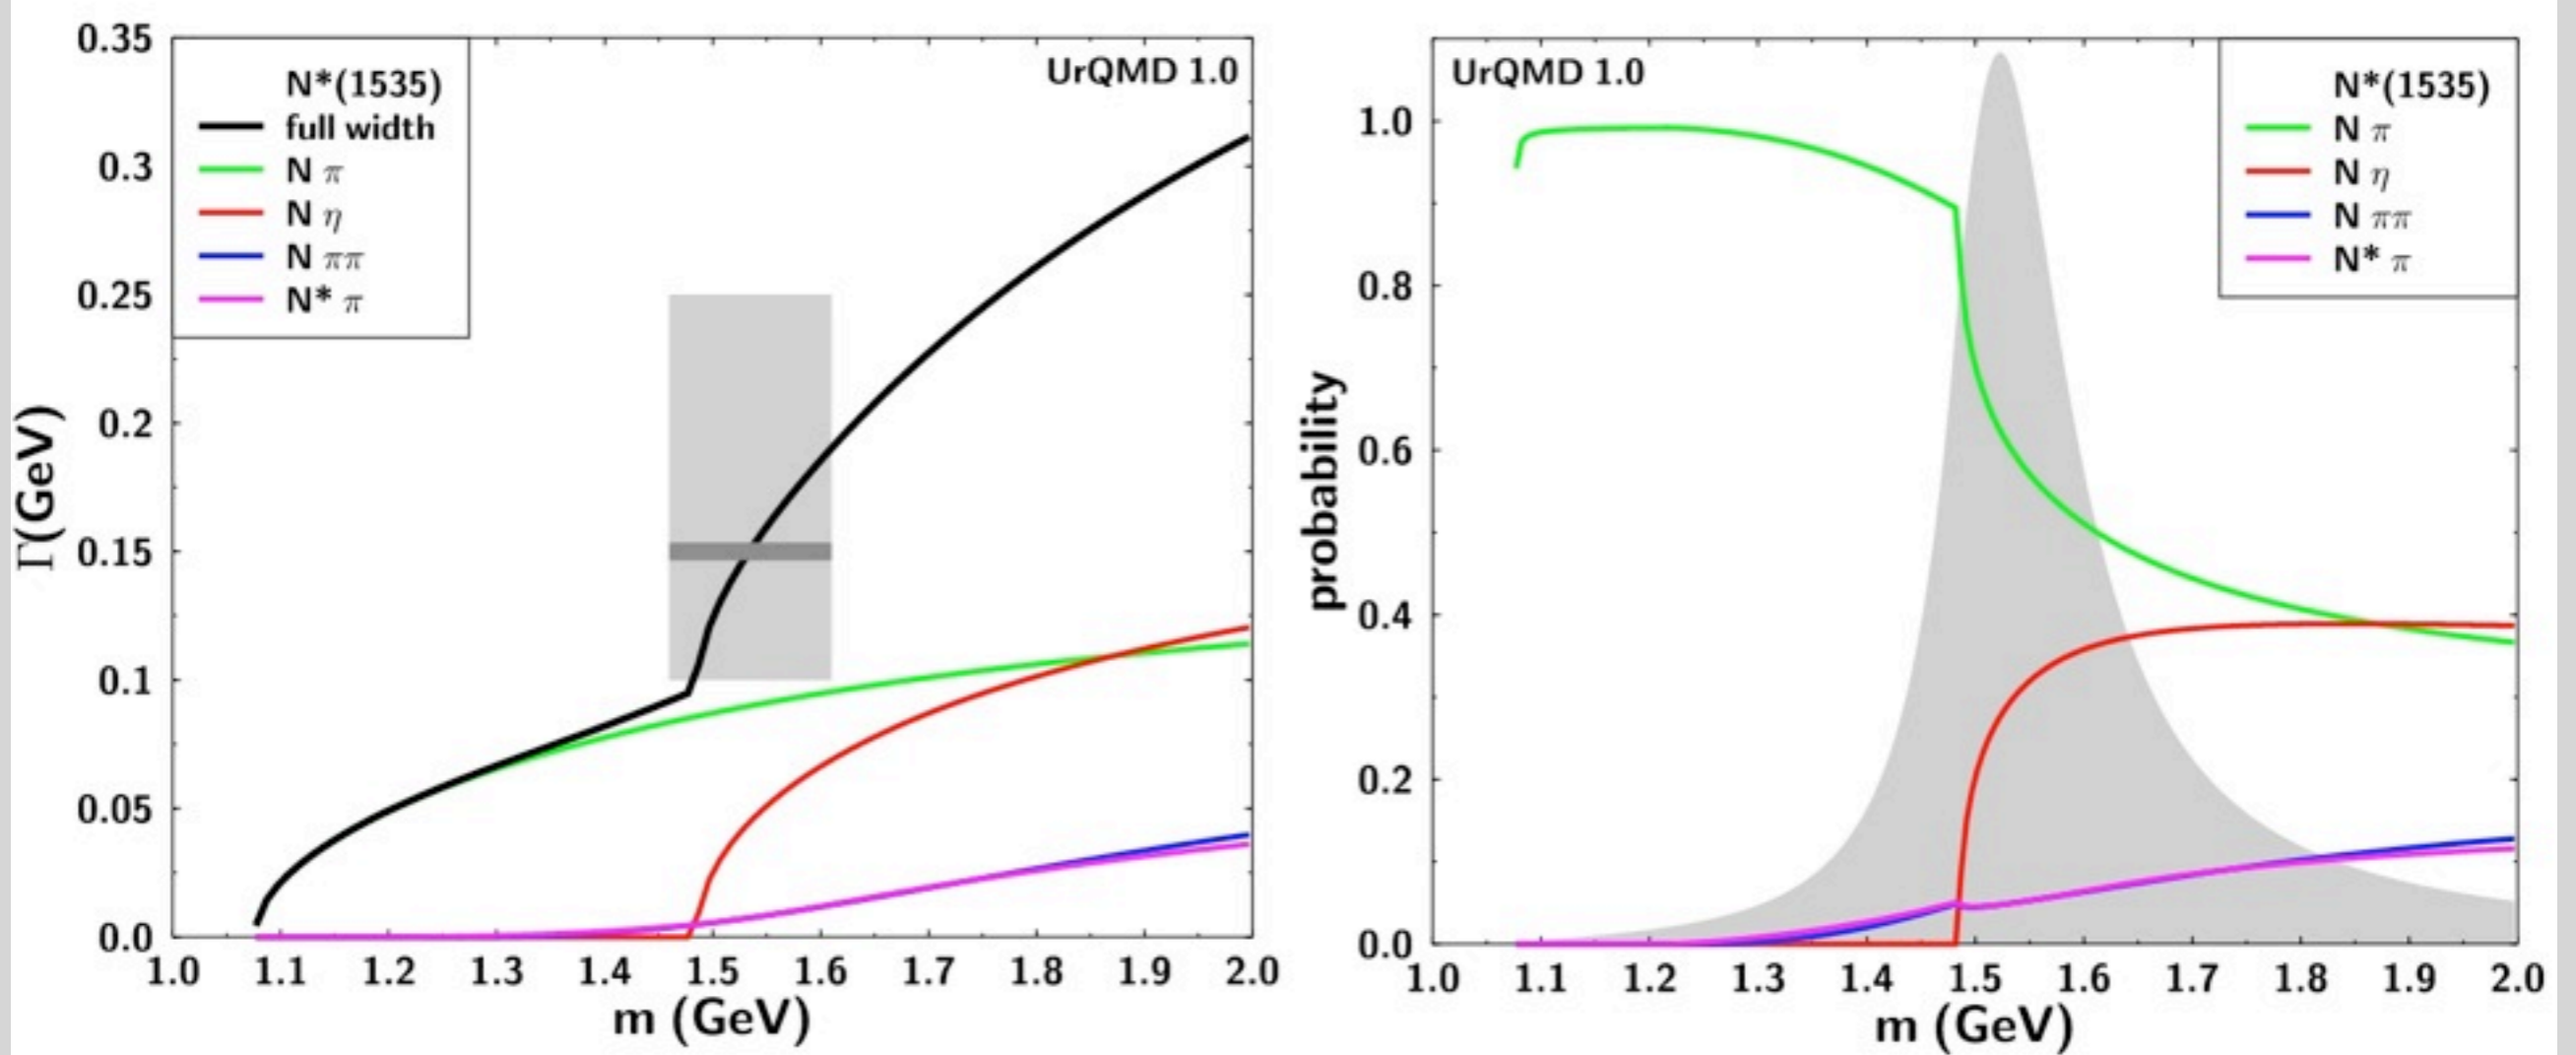 0.35
0.3
0.25
0.2
0.15
0.1
0.05
0.0
Γ(GeV)
N*(1535)
full width
N π
N η
N ππ
N* π
UrQMD 1.0
1.0 1.1 1.2 1.3 1.4 1.5 1.6 1.7 1.8 1.9 2.0
m (GeV)
1.0
0.8
0.6
0.4
0.2
0.0
probability
UrQMD 1.0
N*(1535)
N π
N η
N ππ
N* π
1.0 1.1 1.2 1.3 1.4 1.5 1.6 1.7 1.8 1.9 2.0
m (GeV)